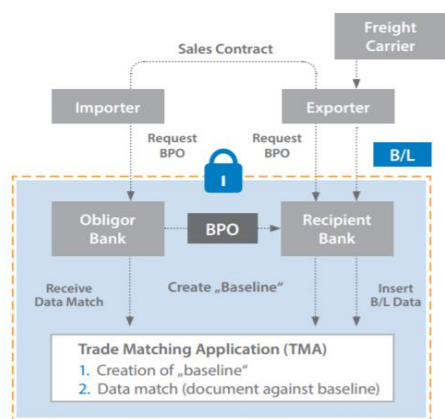 Freight
Carrier
Sales Contract
Importer
Exporter
Request
BPO
Request
BPO
B/L
I
Obligor
Bank
BPO
Recipient
Bank
Receive
Data Match
Create „Baseline“
Insert
B/L Data
Trade Matching Application (TMA)
1. Creation of „baseline“
2. Data match (document against baseline)